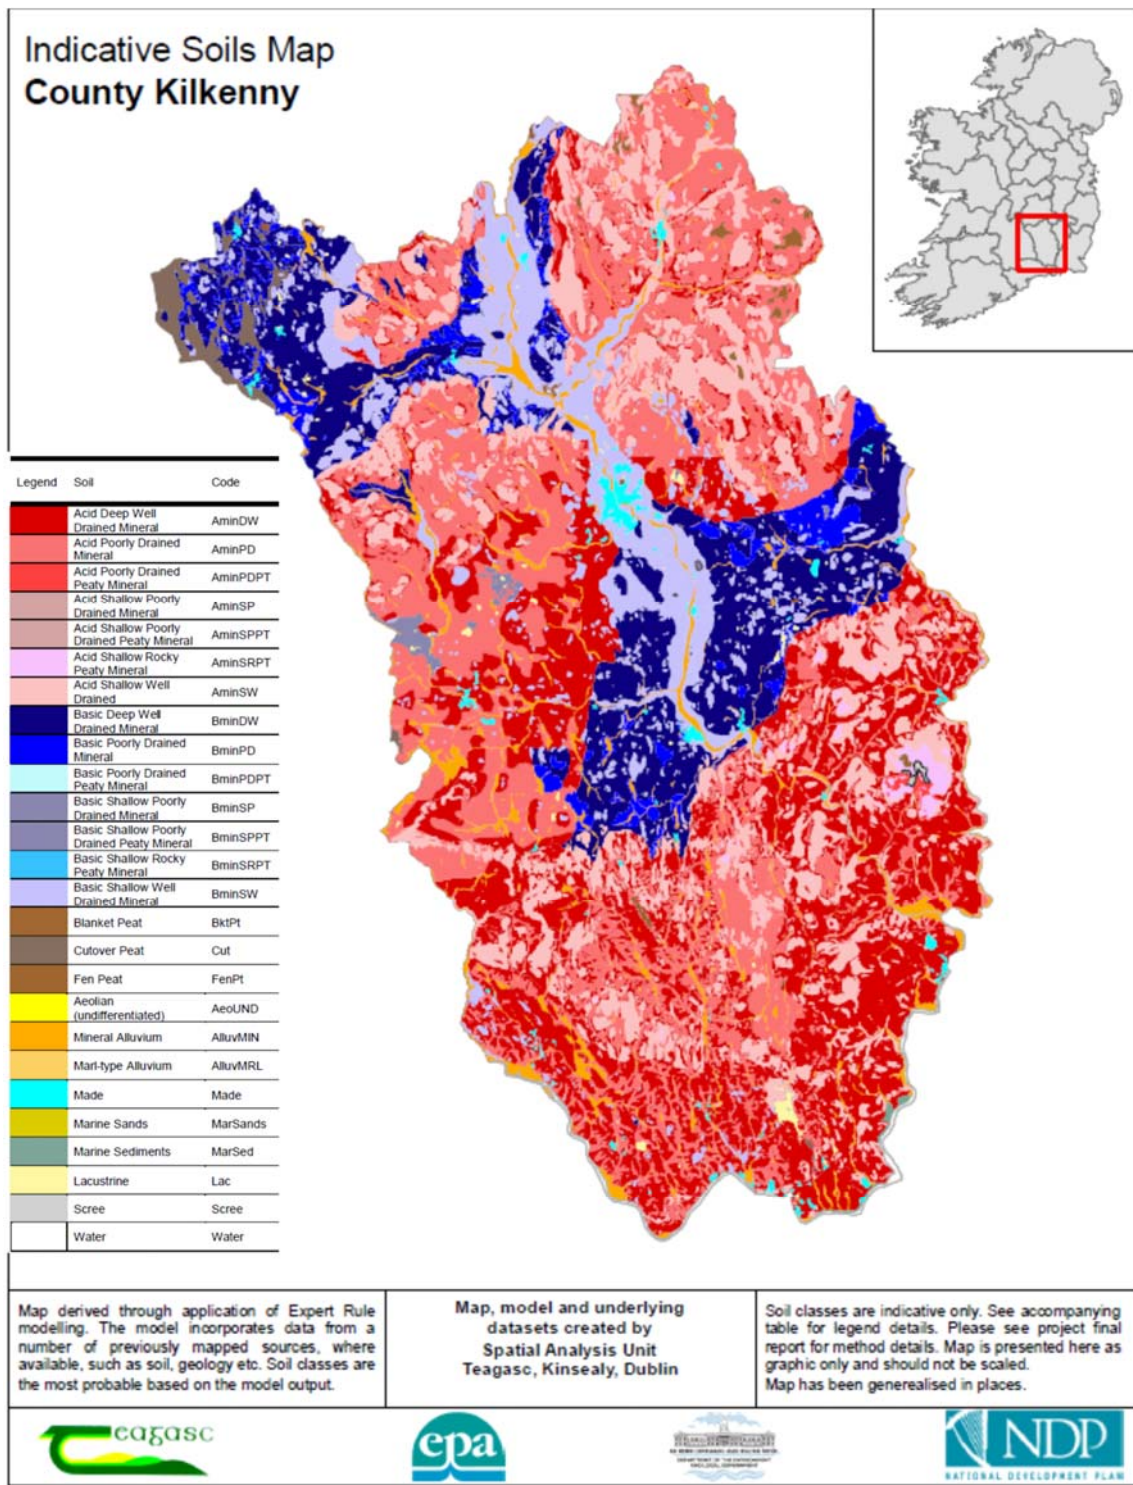 Indicative Soils Map
County Kilkenny
Legend Soil Code
Acid Deep Well
Drained Mineral
AminDW
Acid Poorly Drained
Mineral
AminPD
Acid Poorly Drained
Peaty Mineral
AminPDPT
Acid Shallow Poorly
Drained Mineral
AminSP
Acid Shallow Poorly
Drained Peaty Mineral
AminSPPT
Acid Shallow Rocky
Peaty Mineral
AminSRPT
Acid Shallow Well
Drained
AminSW
Basic Deep Well
Drained Mineral
BminDW
Basic Poorly Drained
Mineral
BminPD
Basic Poorly Drained
Peaty Mineral
BminPDPT
Basic Shallow Poorly
Drained Mineral
BminSP
Basic Shallow Poorly
Drained Peaty Mineral
BminSPPT
Basic Shallow Rocky
Peaty Mineral
BminSRPT
Basic Shallow Well
Drained Mineral
BminSW
Blanket Peat BktPt
Cutover Peat Cut
Fen Peat FenPt
Aeolian
(undifferentiated)
AeoUND
Mineral Alluvium AlluvMIN
Marl-type Alluvium AlluvMRL
Made Made
Marine Sands MarSands
Marine Sediments MarSed
Lacustrine Lac
Scree Scree
Water Water
Map derived through application of Expert Rule
modelling. The model incorporates data from a
number of previously mapped sources, where
available, such as soil, geology etc. Soil classes are
the most probable based on the model output.
Map, model and underlying
datasets created by
Spatial Analysis Unit
Teagasc, Kinsealy, Dublin
Soil classes are indicative only. See accompanying
table for legend details. Please see project final
report for method details. Map is presented here as
graphic only and should not be scaled.
Map has been generealised in places.
teagasc
epa
NDP
NATIONAL DEVELOPMENT PLAN